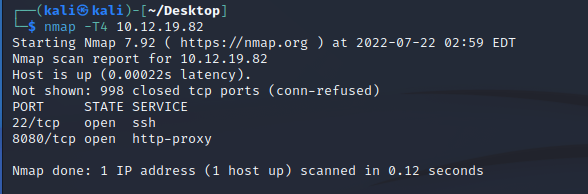 ┌──(kali㉿kali)-[~/Desktop]
└─$ nmap -T4 10.12.19.82
Starting Nmap 7.92 ( https://nmap.org ) at 2022-07-22 02:59 EDT
Nmap scan report for 10.12.19.82
Host is up (0.00022s latency).
Not shown: 998 closed tcp ports (conn-refused)
PORT     STATE SERVICE
22/tcp   open  ssh
8080/tcp open  http-proxy
Nmap done: 1 IP address (1 host up) scanned in 0.12 seconds